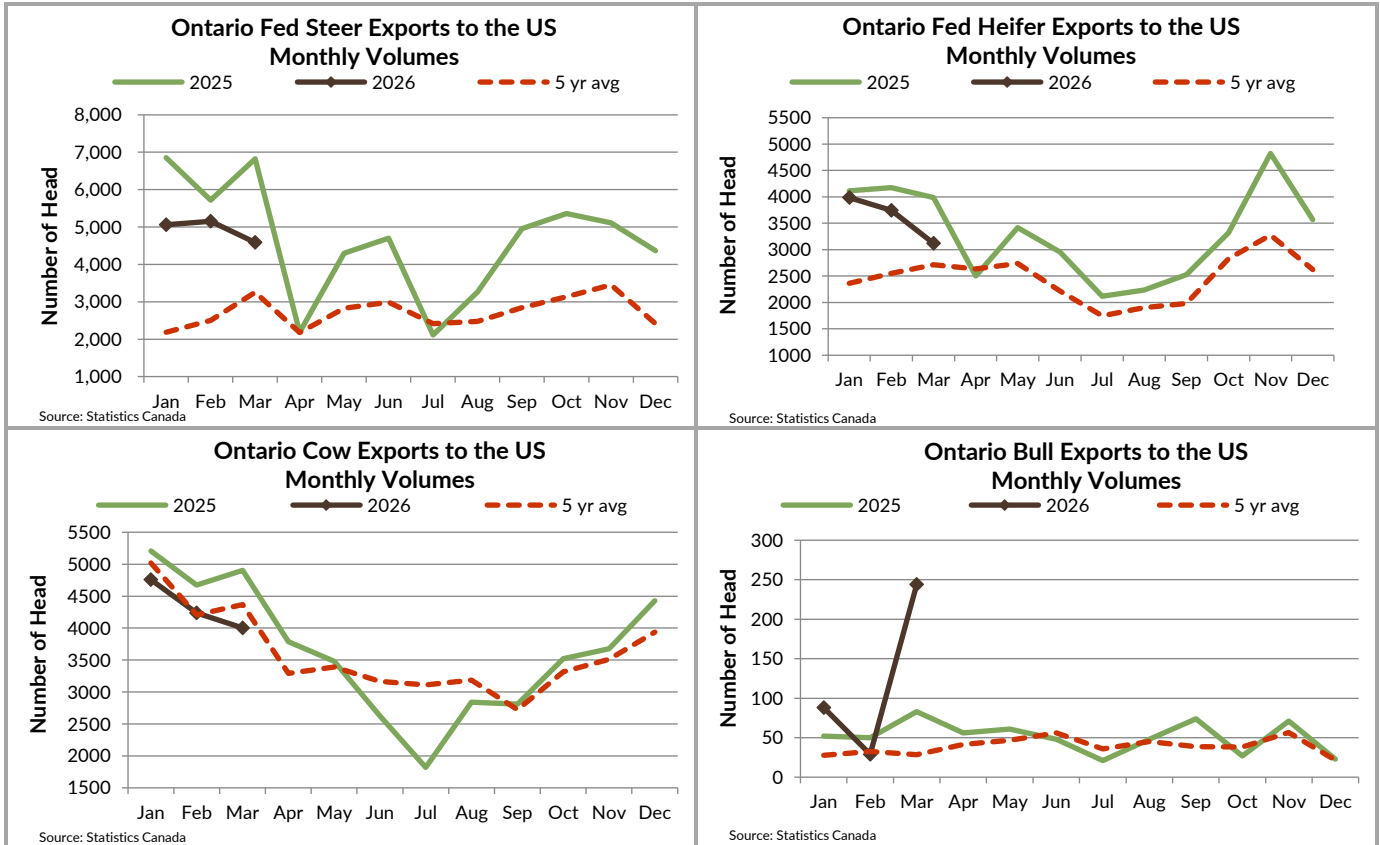 Ontario Fed Steer Exports to the US
Monthly Volumes
2025 2026 5 yr avg
8,000
7,000
6,000
5,000
4,000
3,000
2,000
1,000
Number of Head
Jan Feb Mar Apr May Jun Jul Aug Sep Oct Nov Dec
Source: Statistics Canada
Ontario Fed Heifer Exports to the US
Monthly Volumes
2025 2026 5 yr avg
5500
5000
4500
4000
3500
3000
2500
2000
1500
1000
Number of Head
Jan Feb Mar Apr May Jun Jul Aug Sep Oct Nov Dec
Source: Statistics Canada
Ontario Cow Exports to the US
Monthly Volumes
2025 2026 5 yr avg
5500
5000
4500
4000
3500
3000
2500
2000
1500
Number of Head
Jan Feb Mar Apr May Jun Jul Aug Sep Oct Nov Dec
Source: Statistics Canada
Ontario Bull Exports to the US
Monthly Volumes
2025 2026 5 yr avg
300
250
200
150
100
50
0
Number of Head
Jan Feb Mar Apr May Jun Jul Aug Sep Oct Nov Dec
Source: Statistics Canada